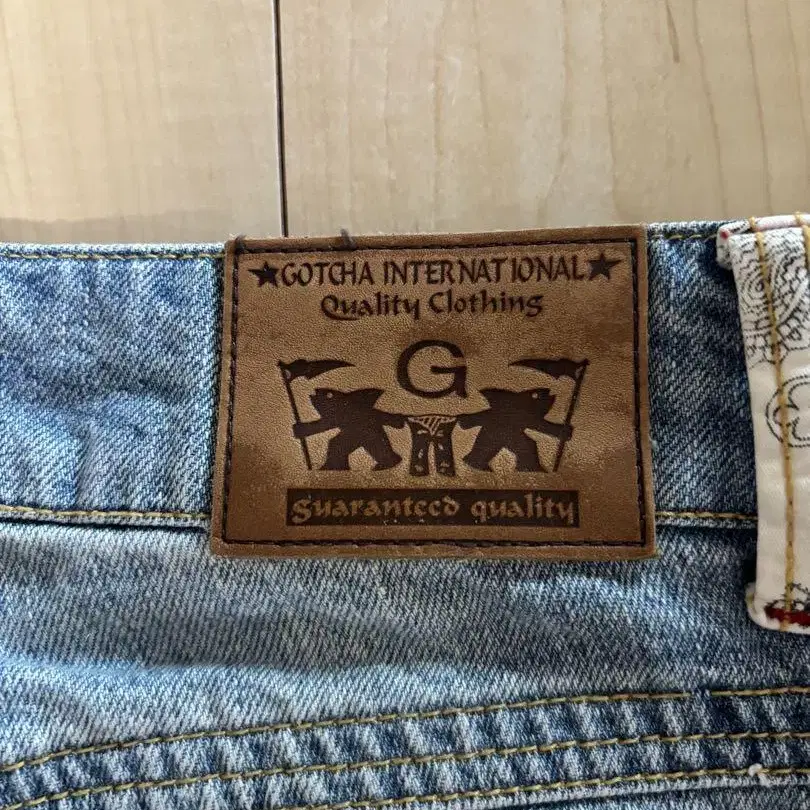 ★GOTCHA INTERNATIONAL★
Quality Clothing
G
guaranteed quality